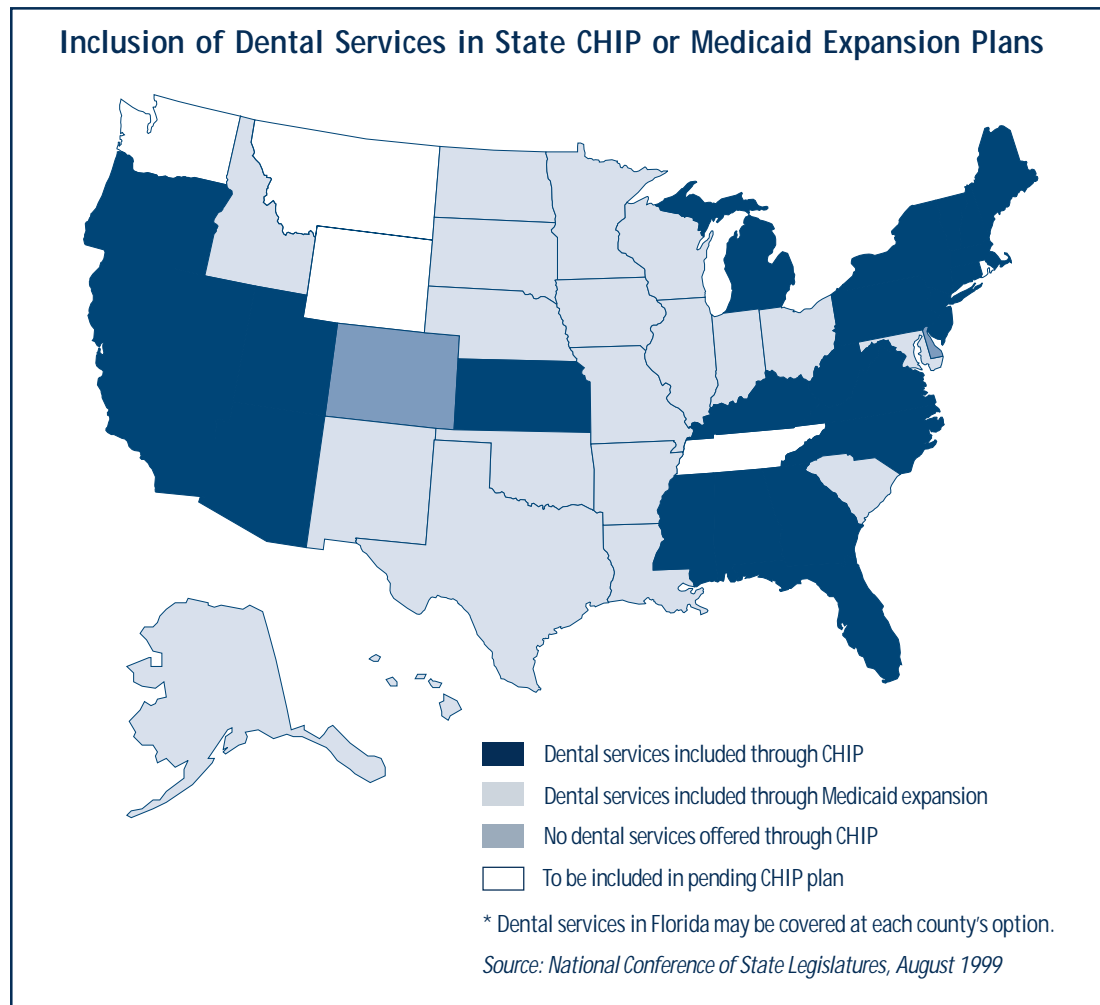 Inclusion of Dental Services in State CHIP or Medicaid Expansion Plans
Dental services included through CHIP
Dental services included through Medicaid expansion
No dental services offered through CHIP
To be included in pending CHIP plan
* Dental services in Florida may be covered at each county's option.
Source: National Conference of State Legislatures, August 1999